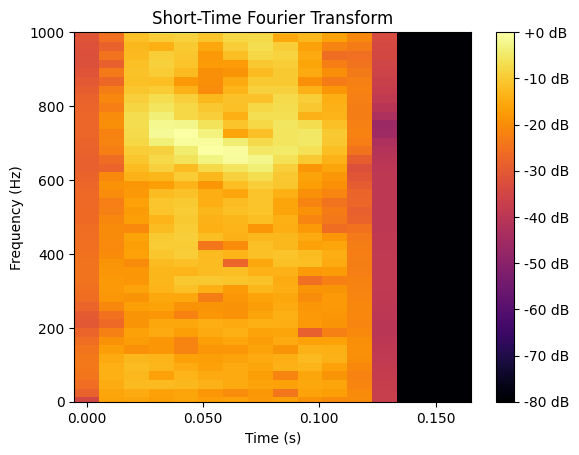 Short-Time Fourier Transform
1000
800
600
400
200
0
Frequency (Hz)
0.000
0.050
0.100
0.150
Time (s)
+0 dB
-10 dB
-20 dB
-30 dB
-40 dB
-50 dB
-60 dB
-70 dB
-80 dB